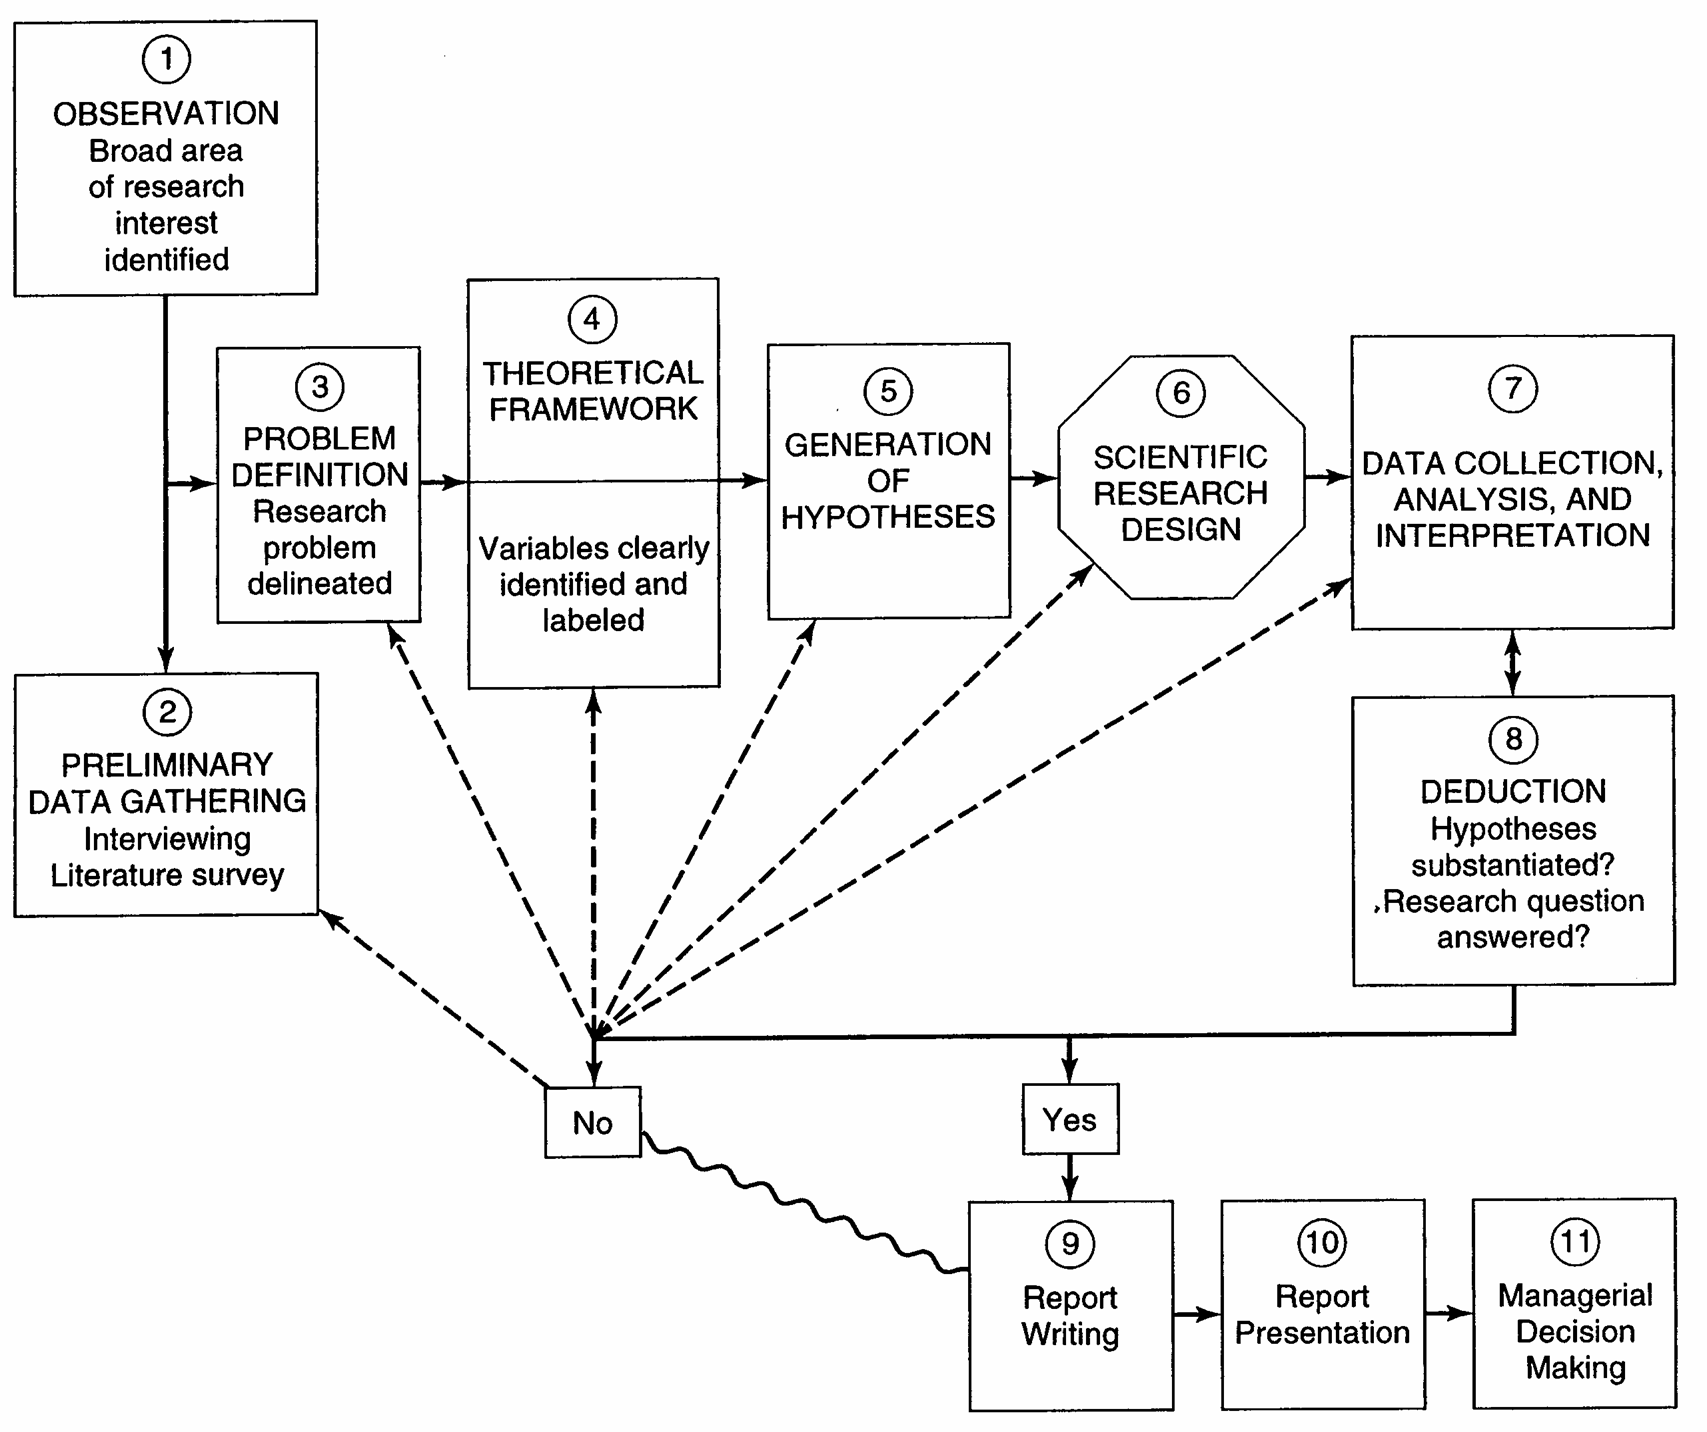 1
OBSERVATION
Broad area
of research
interest
identified
2
PRELIMINARY
DATA GATHERING
Interviewing
Literature survey
3
PROBLEM
DEFINITION
Research
problem
delineated
4
THEORETICAL
FRAMEWORK
Variables clearly
identified and
labeled
5
GENERATION
OF
HYPOTHESES
6
SCIENTIFIC
RESEARCH
DESIGN
7
DATA COLLECTION,
ANALYSIS, AND
INTERPRETATION
8
DEDUCTION
Hypotheses
substantiated?
Research question
answered?
No
Yes
9
Report
Writing
10
Report
Presentation
11
Managerial
Decision
Making